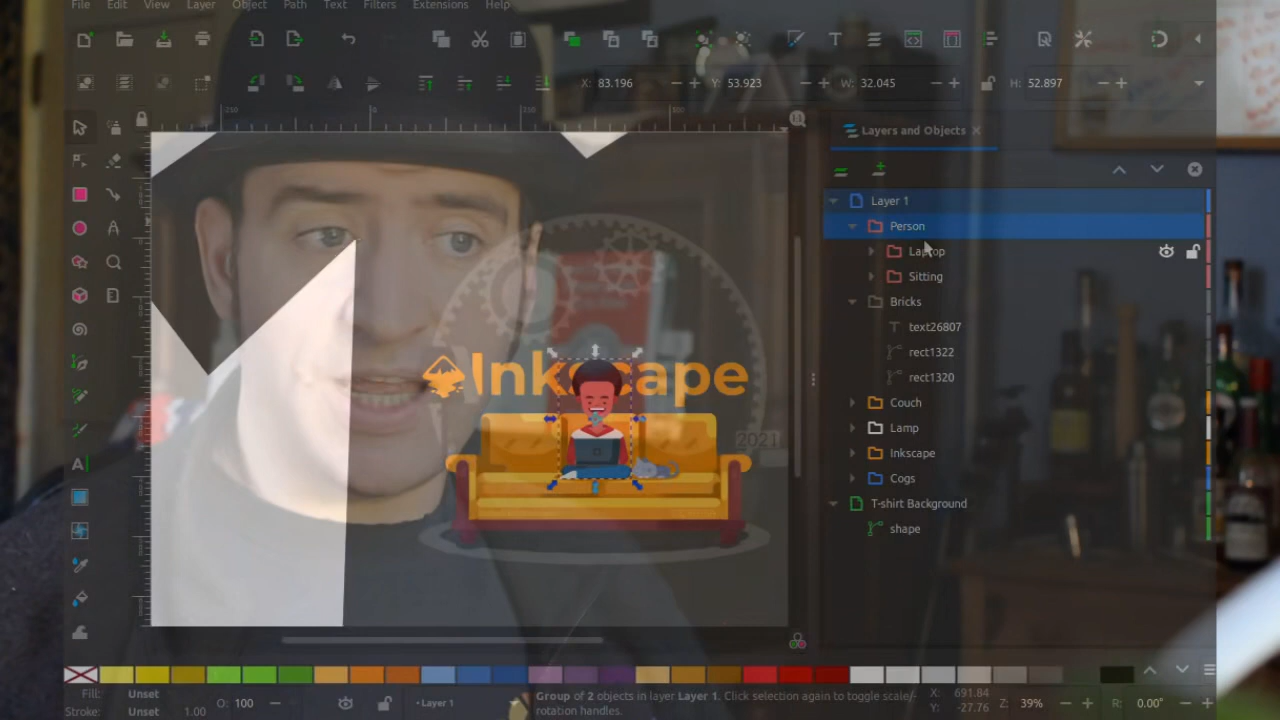 File Edit View Layer Object Path Text Filters Extensions Help
X: 83.196 Y: 53.923 W: 32.045 H: 52.897
Layers and Objects
Layer 1
Person
Laptop
Sitting
Bricks
text26807
rect1322
rect1320
Couch
Lamp
Inkscape
Cogs
T-shirt Background
shape
Inkscape
2021
Fill: Unset
Stroke: Unset 1.00
O: 100
Layer 1
Group of 2 objects in layer Layer 1. Click selection again to toggle scale/
rotation handles.
X: 691.84
Y: -27.76
Z: 39%
R: 0.00°